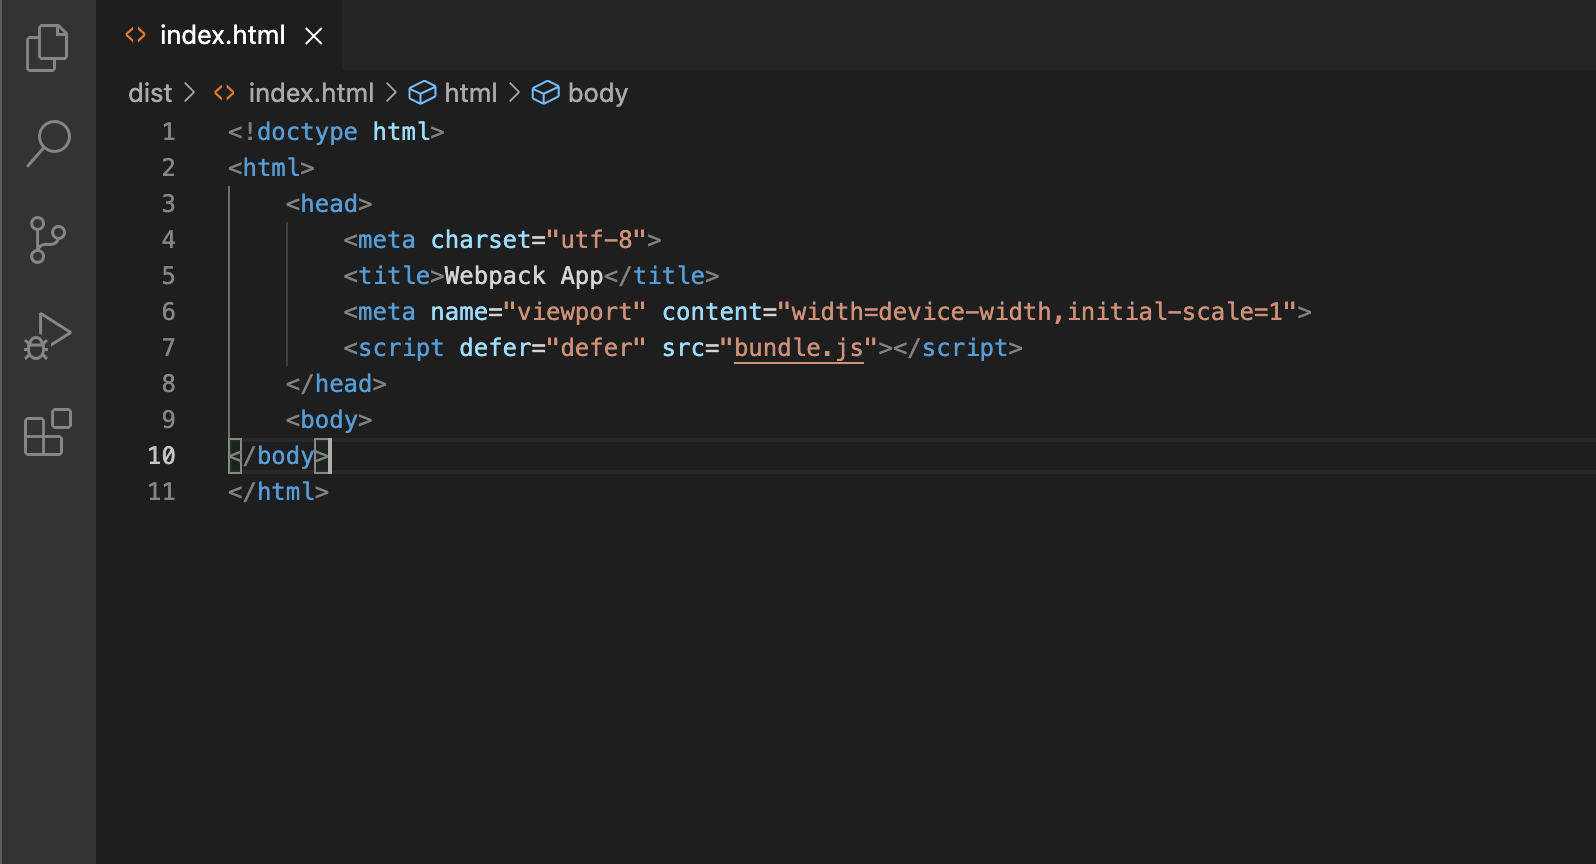 index.html
dist > index.html > html > body
1 <!doctype html>
2 <html>
3     <head>
4         <meta charset="utf-8">
5         <title>Webpack App</title>
6         <meta name="viewport" content="width=device-width,initial-scale=1">
7         <script defer="defer" src="bundle.js"></script>
8     </head>
9     <body>
10 </body>
11 </html>